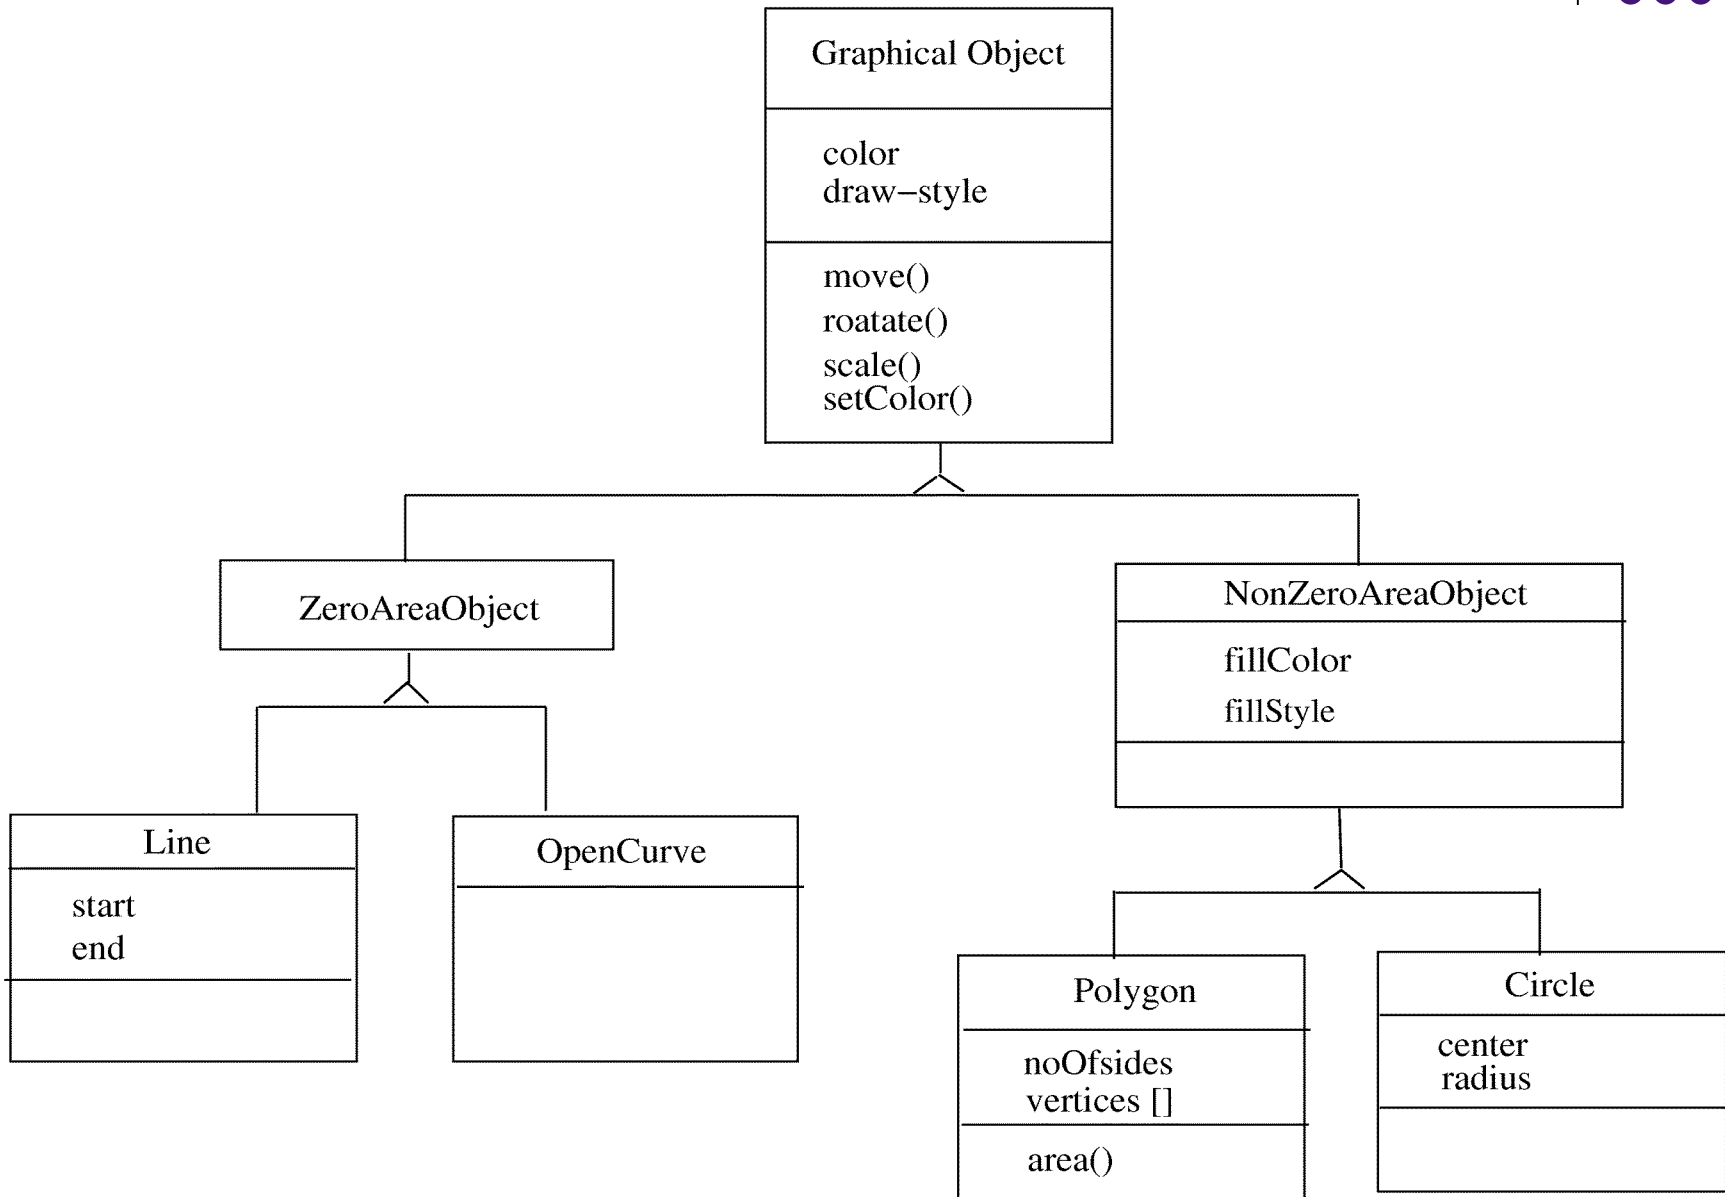 Graphical Object
color
draw–style
move()
roatate()
scale()
setColor()
ZeroAreaObject
NonZeroAreaObject
fillColor
fillStyle
Line
start
end
OpenCurve
Polygon
noOfsides
vertices []
area()
Circle
center
radius